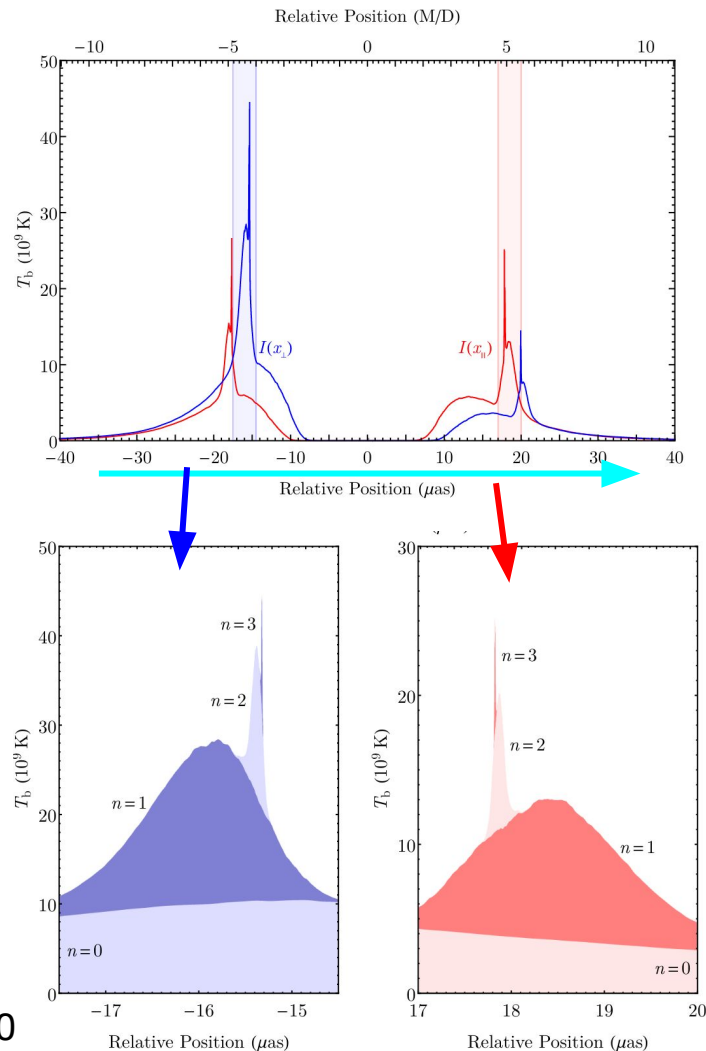 Relative Position (M/D)
−10 −5 0 5 10
50
40
30
20
10
0
T_b (10^9 K)
I(x_⊥)
I(x_∥)
−40 −30 −20 −10 0 10 20 30 40
Relative Position (μas)
50
40
30
20
10
0
T_b (10^9 K)
n=3
n=2
n=1
n=0
−17 −16 −15
Relative Position (μas)
30
20
10
0
T_b (10^9 K)
n=3
n=2
n=1
n=0
17 18 19 20
Relative Position (μas)
0